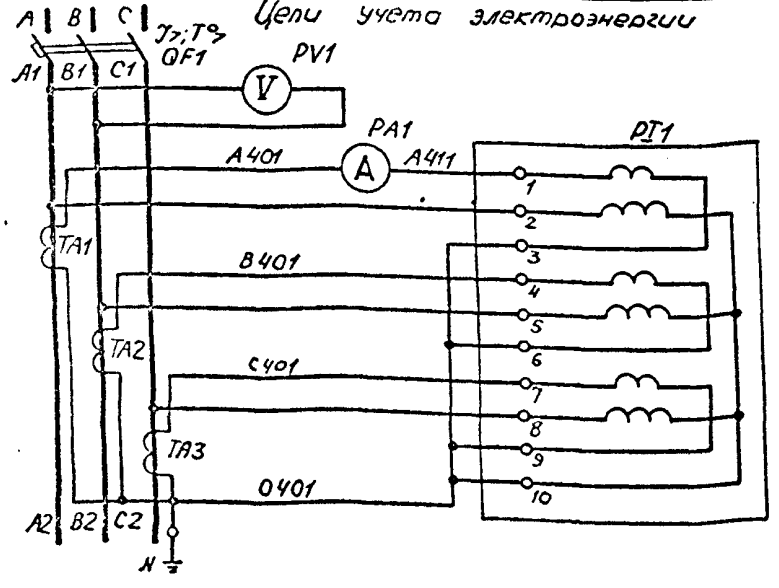 Цепи учета электроэнергии
A B C
I>; T°>
QF1
A1 B1 C1
PV1
V
PA1
PI1
A401
A
A411
1
2
3
TA1
B401
4
5
6
TA2
C401
7
8
9
TA3
0401
10
A2 B2 C2
N